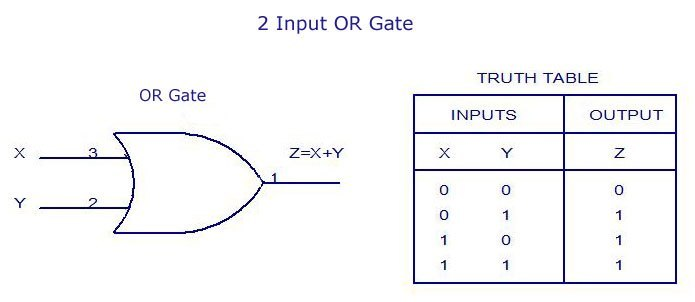 2 Input OR Gate
OR Gate
X 3
Y 2
Z=X+Y
1
TRUTH TABLE
INPUTS OUTPUT
X Y Z
0 0 0
0 1 1
1 0 1
1 1 1